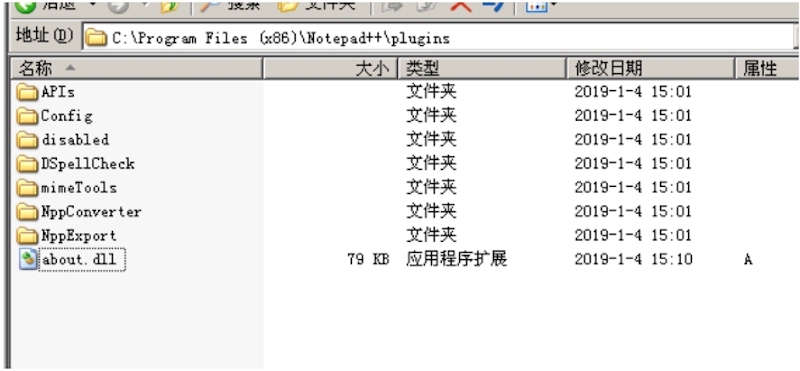 后退 搜索 文件夹
地址(D) C:\Program Files (x86)\Notepad++\plugins
名称 大小 类型 修改日期 属性
APIs 文件夹 2019-1-4 15:01
Config 文件夹 2019-1-4 15:01
disabled 文件夹 2019-1-4 15:01
DSpellCheck 文件夹 2019-1-4 15:01
mimeTools 文件夹 2019-1-4 15:01
NppConverter 文件夹 2019-1-4 15:01
NppExport 文件夹 2019-1-4 15:01
about.dll 79 KB 应用程序扩展 2019-1-4 15:10 A